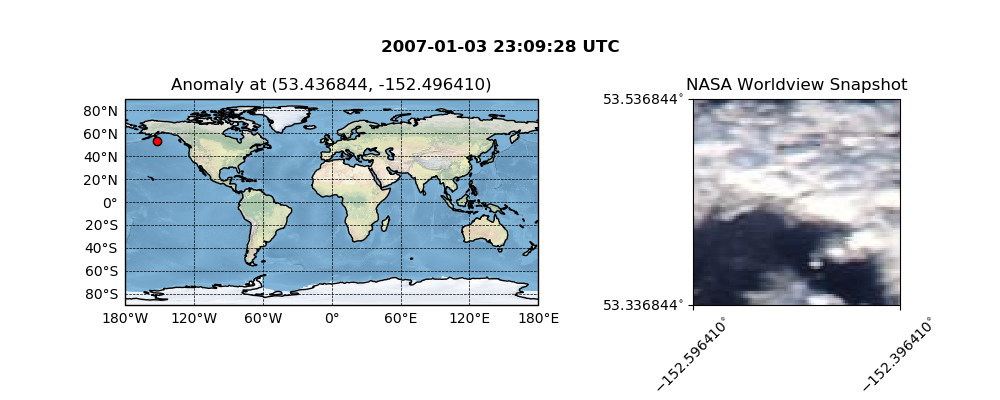 2007-01-03 23:09:28 UTC
Anomaly at (53.436844, -152.496410)
NASA Worldview Snapshot
80°N
60°N
40°N
20°N
0°
20°S
40°S
60°S
80°S
180°W 120°W 60°W 0° 60°E 120°E 180°E
53.536844°
53.336844°
−152.596410°
−152.396410°